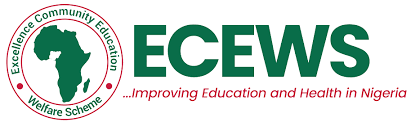 Excellence Community Education
Welfare Scheme
ECEWS
...Improving Education and Health in Nigeria